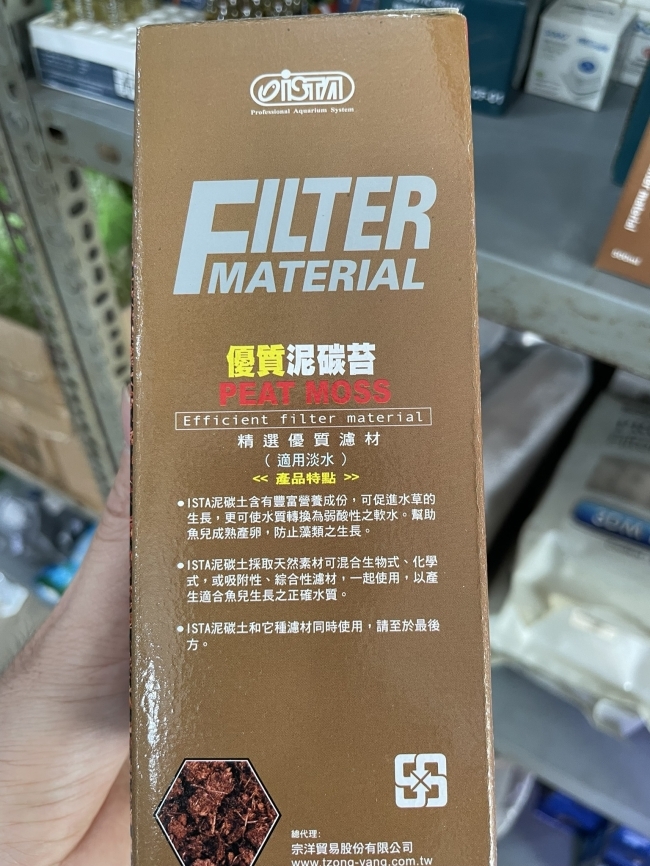 ISTA
Professional Aquarium System
FILTER
MATERIAL
優質泥碳苔
PEAT MOSS
Efficient filter material
精選優質濾材
(適用淡水)
<< 產品特點 >>
●ISTA泥碳土含有豐富營養成份，可促進水草的
生長，更可使水質轉換為弱酸性之軟水。幫助
魚兒成熟產卵，防止藻類之生長。
●ISTA泥碳土採取天然素材可混合生物式、化學
式，或吸附性、綜合性濾材，一起使用，以產
生適合魚兒生長之正確水質。
●ISTA泥碳土和它種濾材同時使用，請至於最後
方。
總代理:
宗洋貿易股份有限公司
www.tzong-yang.com.tw